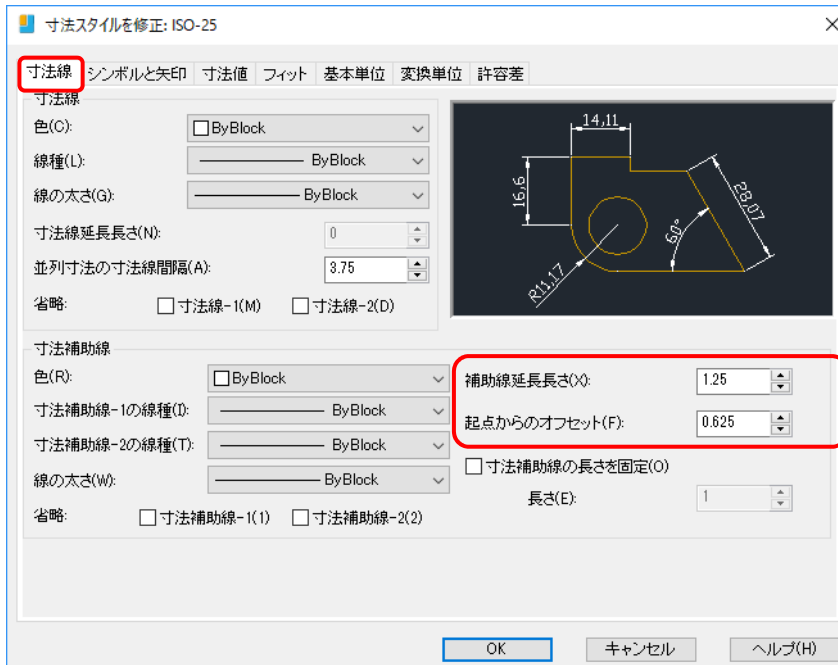 寸法スタイルを修正: ISO-25
寸法線 シンボルと矢印 寸法値 フィット 基本単位 変換単位 許容差
寸法線
色(C): ByBlock
線種(L): ByBlock
線の太さ(G): ByBlock
寸法線延長長さ(N): 0
並列寸法の寸法線間隔(A): 3.75
省略: 寸法線-1(M) 寸法線-2(D)
14,11
16,6
28,07
60°
R11,17
寸法補助線
色(R): ByBlock
寸法補助線-1の線種(I): ByBlock
寸法補助線-2の線種(T): ByBlock
線の太さ(W): ByBlock
省略: 寸法補助線-1(1) 寸法補助線-2(2)
補助線延長長さ(X): 1.25
起点からのオフセット(F): 0.625
寸法補助線の長さを固定(O)
長さ(E): 1
OK キャンセル ヘルプ(H)